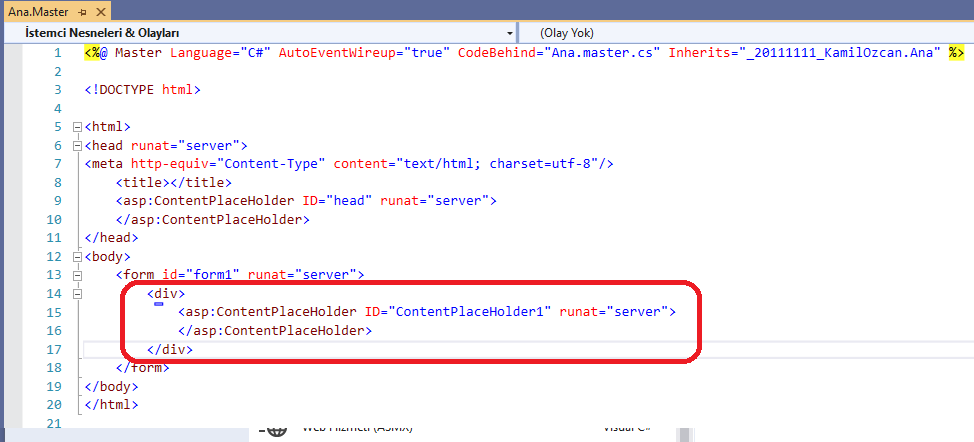 Ana.Master
İstemci Nesneleri & Olayları
(Olay Yok)
1 <%@ Master Language="C#" AutoEventWireup="true" CodeBehind="Ana.master.cs" Inherits="_20111111_KamilOzcan.Ana" %>
2
3 <!DOCTYPE html>
4
5 <html>
6 <head runat="server">
7 <meta http-equiv="Content-Type" content="text/html; charset=utf-8"/>
8 <title></title>
9 <asp:ContentPlaceHolder ID="head" runat="server">
10 </asp:ContentPlaceHolder>
11 </head>
12 <body>
13 <form id="form1" runat="server">
14 <div>
15 <asp:ContentPlaceHolder ID="ContentPlaceHolder1" runat="server">
16 </asp:ContentPlaceHolder>
17 </div>
18 </form>
19 </body>
20 </html>
21
Web Hizmeti (ASMX) Visual C#